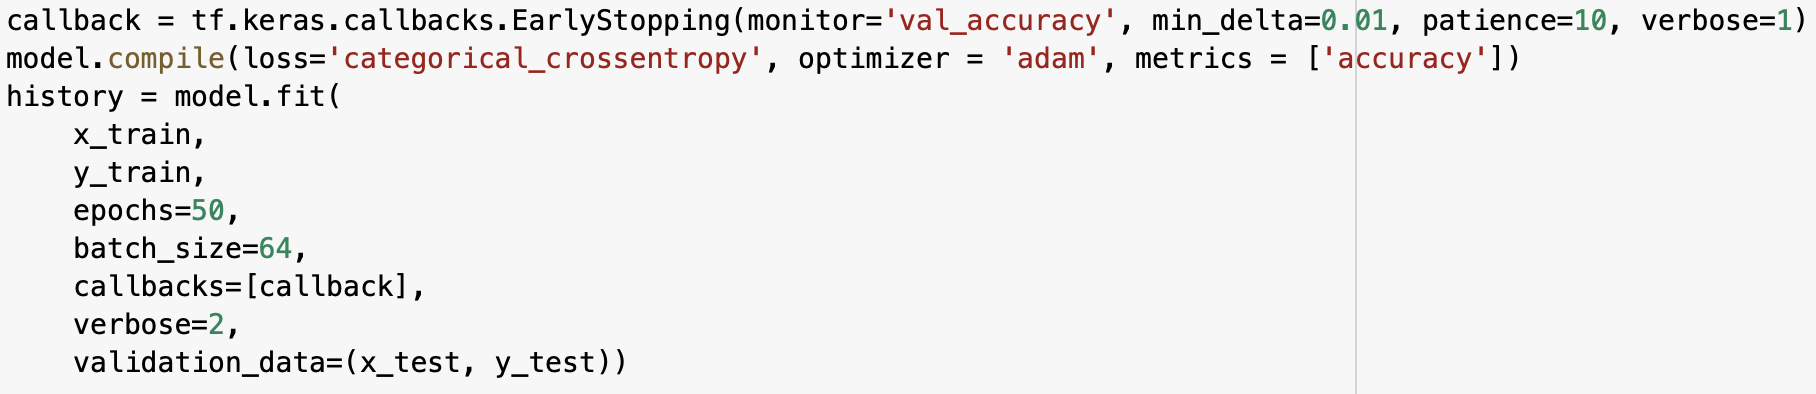 callback = tf.keras.callbacks.EarlyStopping(monitor='val_accuracy', min_delta=0.01, patience=10, verbose=1)
model.compile(loss='categorical_crossentropy', optimizer = 'adam', metrics = ['accuracy'])
history = model.fit(
    x_train,
    y_train,
    epochs=50,
    batch_size=64,
    callbacks=[callback],
    verbose=2,
    validation_data=(x_test, y_test))